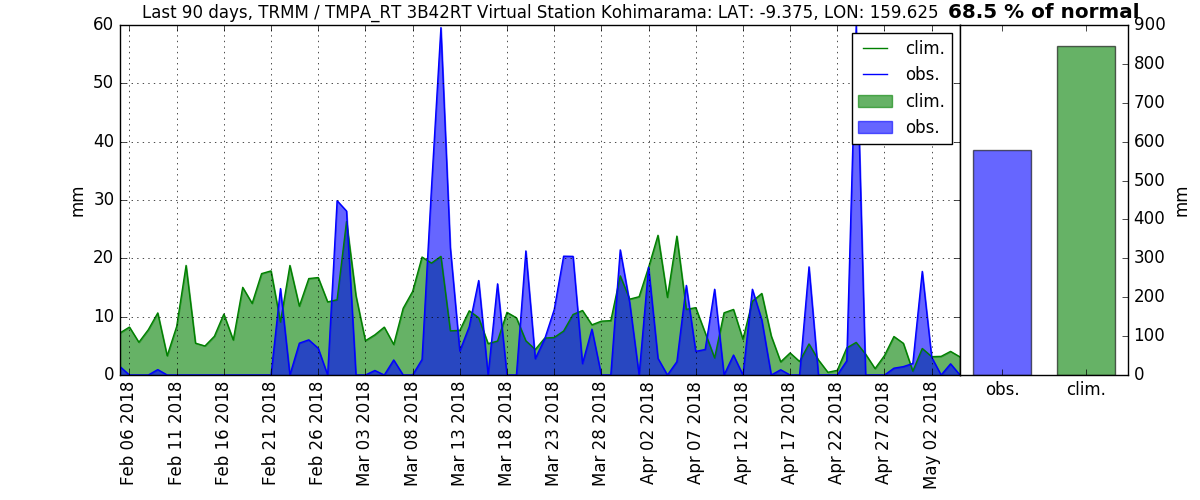 Last 90 days, TRMM / TMPA_RT 3B42RT Virtual Station Kohimarama: LAT: -9.375, LON: 159.625 68.5 % of normal
clim.
obs.
clim.
obs.
mm
60
50
40
30
20
10
0
900
800
700
600
500
400
300
200
100
0
mm
Feb 06 2018
Feb 11 2018
Feb 16 2018
Feb 21 2018
Feb 26 2018
Mar 03 2018
Mar 08 2018
Mar 13 2018
Mar 18 2018
Mar 23 2018
Mar 28 2018
Apr 02 2018
Apr 07 2018
Apr 12 2018
Apr 17 2018
Apr 22 2018
Apr 27 2018
May 02 2018
obs. clim.